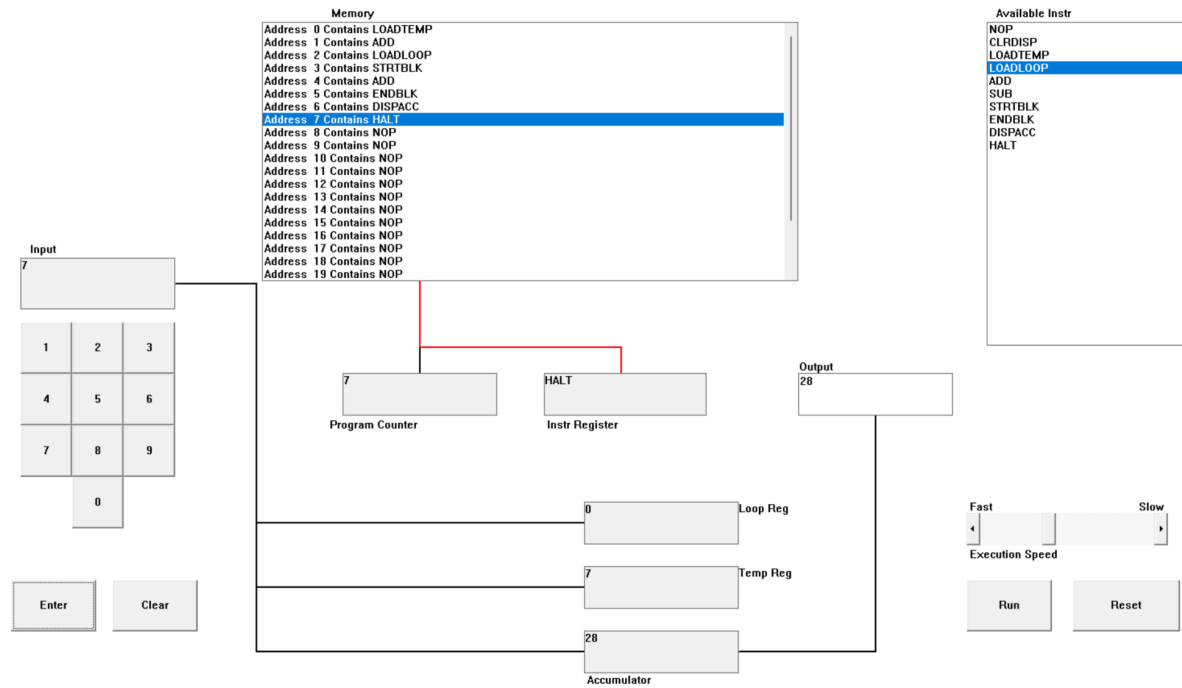 Memory
Address 0 Contains LOADTEMP
Address 1 Contains ADD
Address 2 Contains LOADLOOP
Address 3 Contains STRTBLK
Address 4 Contains ADD
Address 5 Contains ENDBLK
Address 6 Contains DISPACC
Address 7 Contains HALT
Address 8 Contains NOP
Address 9 Contains NOP
Address 10 Contains NOP
Address 11 Contains NOP
Address 12 Contains NOP
Address 13 Contains NOP
Address 14 Contains NOP
Address 15 Contains NOP
Address 16 Contains NOP
Address 17 Contains NOP
Address 18 Contains NOP
Address 19 Contains NOP
Available Instr
NOP
CLRDISP
LOADTEMP
LOADLOOP
ADD
SUB
STRTBLK
ENDBLK
DISPACC
HALT
Input
7
1 2 3
4 5 6
7 8 9
0
Enter Clear
7
Program Counter
HALT
Instr Register
Output
28
0
Loop Reg
7
Temp Reg
28
Accumulator
Fast Slow
Execution Speed
Run Reset